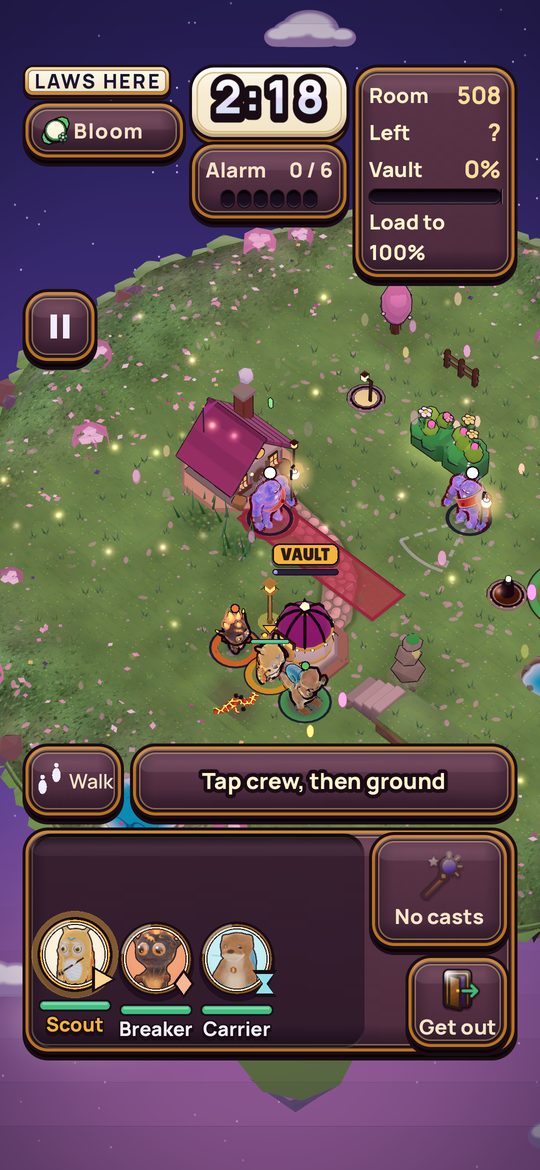 LAWS HERE
Bloom
2:18
Alarm 0 / 6
Room 508
Left ?
Vault 0%
Load to
100%
VAULT
Walk
Tap crew, then ground
No casts
Scout
Breaker
Carrier
Get out